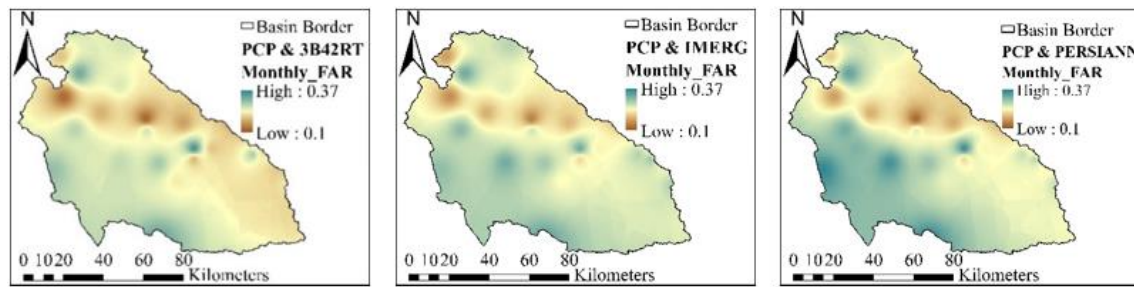 N
Basin Border
PCP & 3B42RT
Monthly_FAR
High : 0.37
Low : 0.1
0 10 20 40 60 80
Kilometers
N
Basin Border
PCP & IMERG
Monthly_FAR
High : 0.37
Low : 0.1
0 10 20 40 60 80
Kilometers
N
Basin Border
PCP & PERSIANN
Monthly_FAR
High : 0.37
Low : 0.1
0 10 20 40 60 80
Kilometers